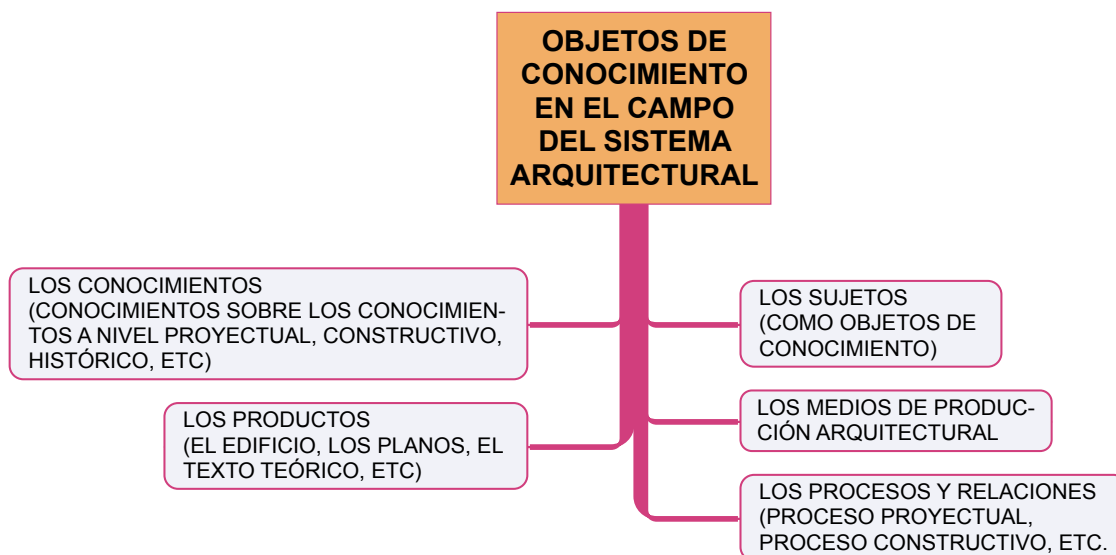 OBJETOS DE
CONOCIMIENTO
EN EL CAMPO
DEL SISTEMA
ARQUITECTURAL
LOS CONOCIMIENTOS
(CONOCIMIENTOS SOBRE LOS CONOCIMIEN-
TOS A NIVEL PROYECTUAL, CONSTRUCTIVO,
HISTÓRICO, ETC)
LOS PRODUCTOS
(EL EDIFICIO, LOS PLANOS, EL
TEXTO TEÓRICO, ETC)
LOS SUJETOS
(COMO OBJETOS DE
CONOCIMIENTO)
LOS MEDIOS DE PRODUC-
CIÓN ARQUITECTURAL
LOS PROCESOS Y RELACIONES
(PROCESO PROYECTUAL,
PROCESO CONSTRUCTIVO, ETC.